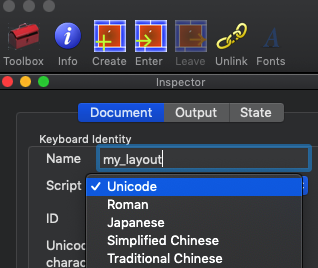 Toolbox Info Create Enter Leave Unlink Fonts
Inspector
Document Output State
Keyboard Identity
Name my_layout
Script ✓ Unicode
Roman
Japanese
ID
Simplified Chinese
Unicod
Traditional Chinese
charac